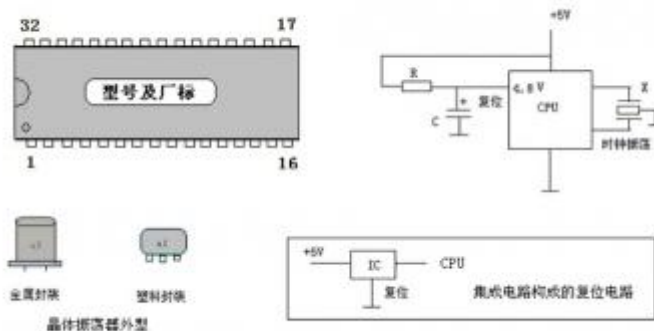 32
17
型号及厂标
1
16
+5V
R
+
C
复位
4.8 V
CPU
X
时钟振荡
金属封装
塑料封装
晶体振荡器外型
+5V
IC
CPU
复位
集成电路构成的复位电路